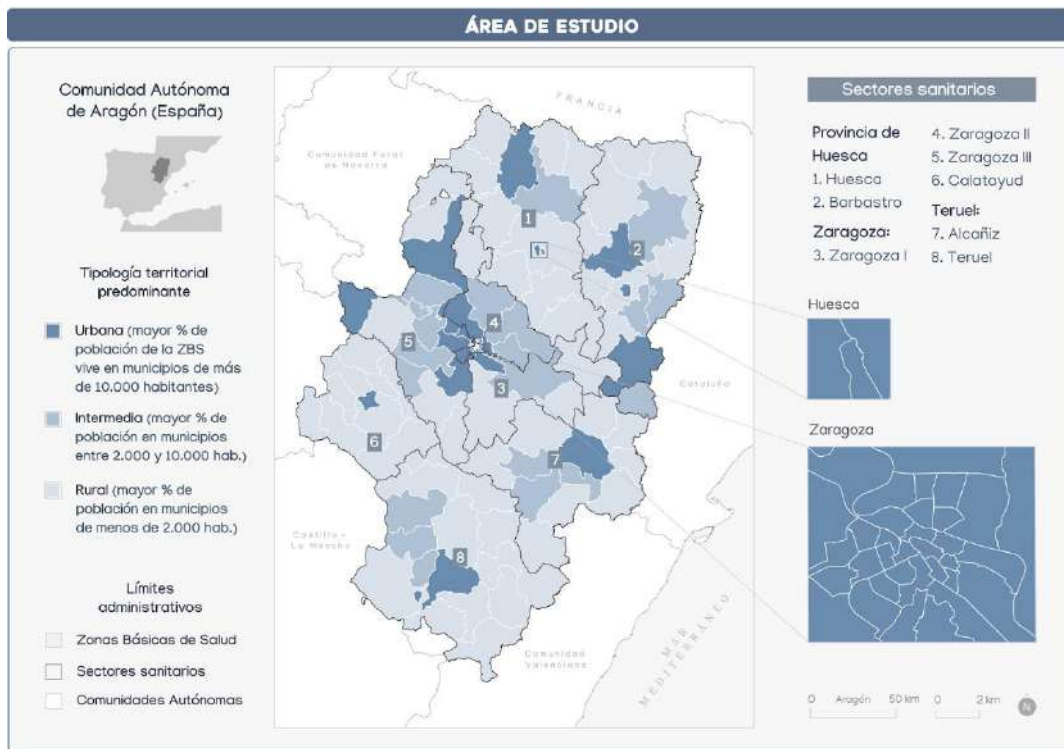 ÁREA DE ESTUDIO
Comunidad Autónoma
de Aragón (España)
Tipología territorial
predominante
Urbana (mayor % de
población de la ZBS
vive en municipios de más
de 10.000 habitantes)
Intermedia (mayor % de
población en municipios
entre 2.000 y 10.000 hab.)
Rural (mayor % de
población en municipios
de menos de 2.000 hab.)
Límites
administrativos
Zonas Básicas de Salud
Sectores sanitarios
Comunidades Autónomas
FRANCIA
Comunidad Foral
de Navarra
Cataluña
Castilla -
La Mancha
Comunidad
Valenciana
MAR
MEDITERRÁNEO
1
2
3
4
5
6
7
8
Sectores sanitarios
Provincia de
Huesca
1. Huesca
2. Barbastro
Zaragoza:
3. Zaragoza I
4. Zaragoza II
5. Zaragoza III
6. Calatayud
Teruel:
7. Alcañiz
8. Teruel
Huesca
Zaragoza
0 Aragón 50 km
0 2 km
N